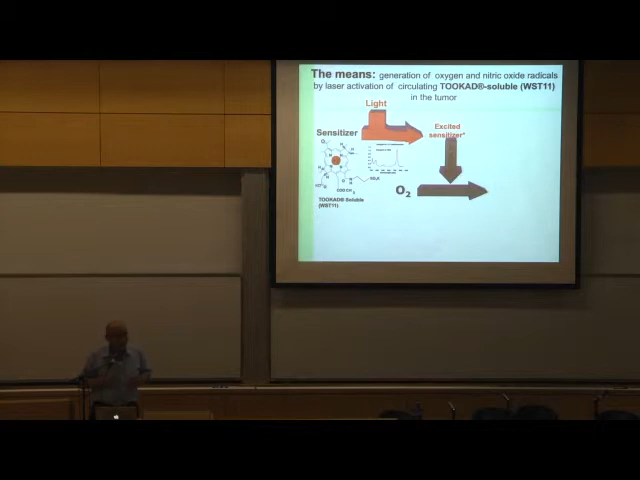 The means: generation of oxygen and nitric oxide radicals
by laser activation of circulating TOOKAD®-soluble (WST11)
in the tumor
Light
Sensitizer
Excited
sensitizer*
O2
TOOKAD® Soluble
(WST11)